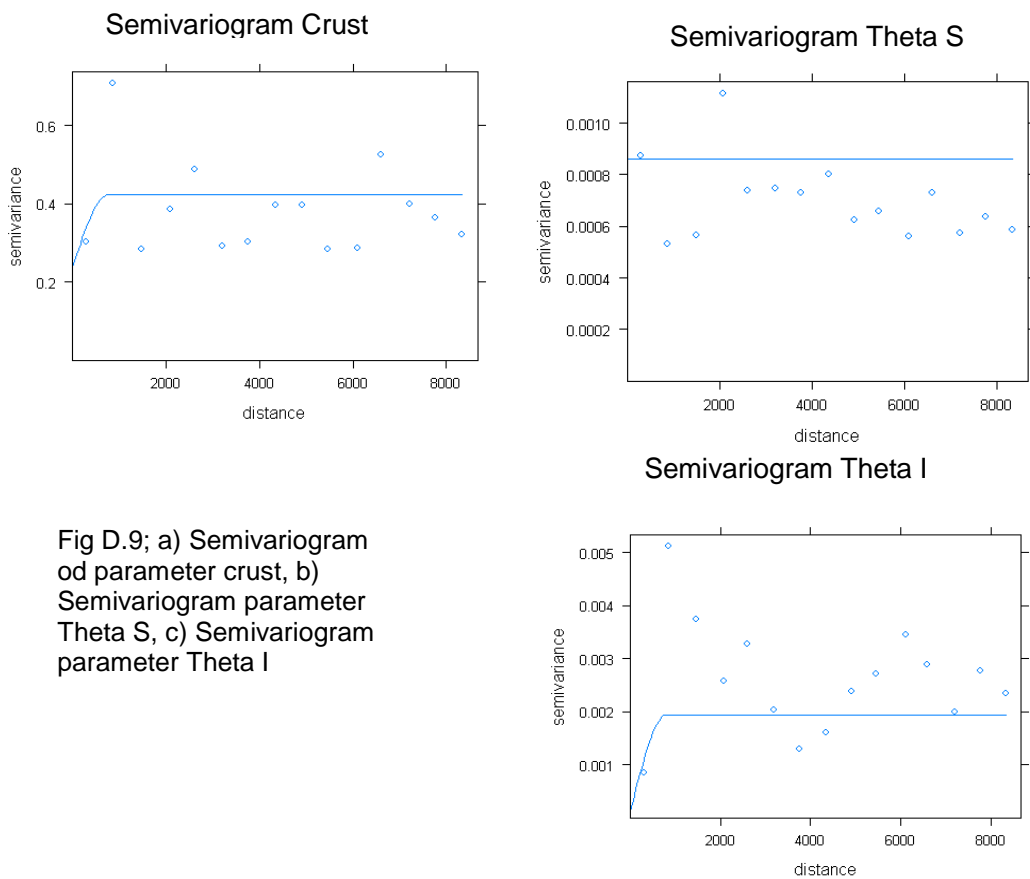 Semivariogram Crust
0.6
0.4
0.2
semivariance
2000 4000 6000 8000
distance
Semivariogram Theta S
0.0010
0.0008
0.0006
0.0004
0.0002
semivariance
2000 4000 6000 8000
distance
Semivariogram Theta I
0.005
0.004
0.003
0.002
0.001
semivariance
2000 4000 6000 8000
distance
Fig D.9; a) Semivariogram
od parameter crust, b)
Semivariogram parameter
Theta S, c) Semivariogram
parameter Theta I